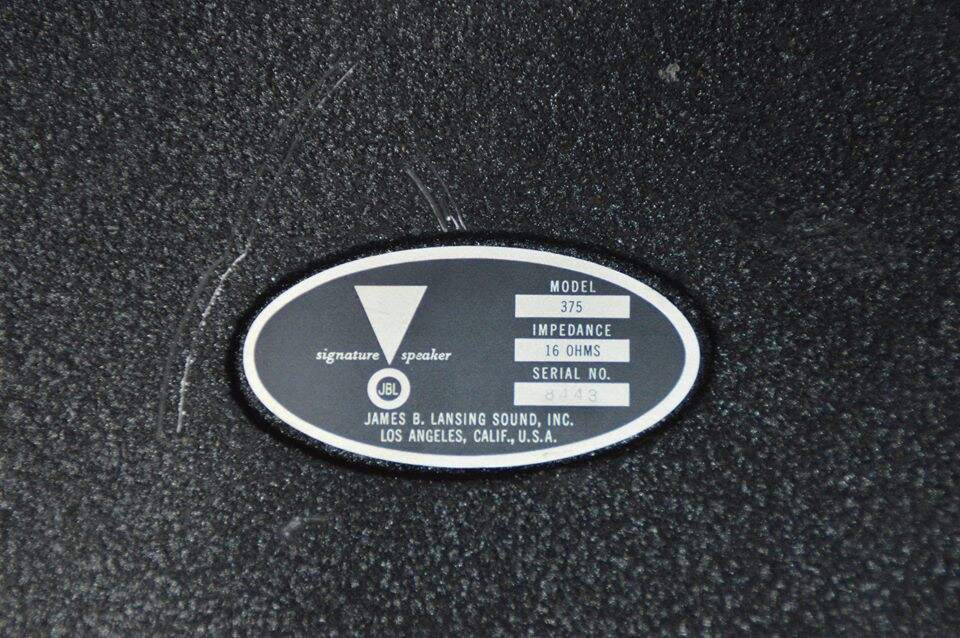 MODEL
375
IMPEDANCE
16 OHMS
signature speaker
SERIAL NO.
8443
JBL
JAMES B. LANSING SOUND, INC.
LOS ANGELES, CALIF., U.S.A.